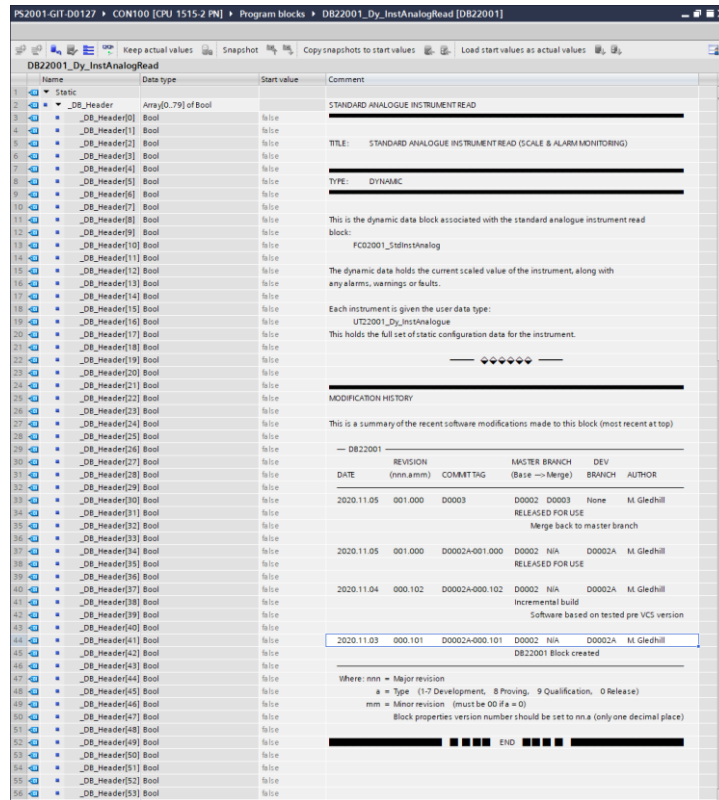 PS2001-GIT-D0127 ▸ CON100 [CPU 1515-2 PN] ▸ Program blocks ▸ DB22001_Dy_InstAnalogRead [DB22001]
Keep actual values Snapshot Copy snapshots to start values Load start values as actual values
DB22001_Dy_InstAnalogRead
Name Data type Start value Comment
1 Static
2 _DB_Header Array[0..79] of Bool STANDARD ANALOGUE INSTRUMENT READ
3 _DB_Header[0] Bool false
4 _DB_Header[1] Bool false
5 _DB_Header[2] Bool false TITLE: STANDARD ANALOGUE INSTRUMENT READ (SCALE & ALARM MONITORING)
6 _DB_Header[3] Bool false
7 _DB_Header[4] Bool false
8 _DB_Header[5] Bool false TYPE: DYNAMIC
9 _DB_Header[6] Bool false
10 _DB_Header[7] Bool false
11 _DB_Header[8] Bool false This is the dynamic data block associated with the standard analogue instrument read
12 _DB_Header[9] Bool false block:
13 _DB_Header[10] Bool false FC02001_StdInstAnalog
14 _DB_Header[11] Bool false
15 _DB_Header[12] Bool false The dynamic data holds the current scaled value of the instrument, along with
16 _DB_Header[13] Bool false any alarms, warnings or faults.
17 _DB_Header[14] Bool false
18 _DB_Header[15] Bool false Each instrument is given the user data type:
19 _DB_Header[16] Bool false UT22001_Dy_InstAnalogue
20 _DB_Header[17] Bool false This holds the full set of static configuration data for the instrument.
21 _DB_Header[18] Bool false
22 _DB_Header[19] Bool false
23 _DB_Header[20] Bool false
24 _DB_Header[21] Bool false
25 _DB_Header[22] Bool false MODIFICATION HISTORY
26 _DB_Header[23] Bool false
27 _DB_Header[24] Bool false This is a summary of the recent software modifications made to this block (most recent at top)
28 _DB_Header[25] Bool false
29 _DB_Header[26] Bool false — DB22001 —
30 _DB_Header[27] Bool false REVISION MASTER BRANCH DEV
31 _DB_Header[28] Bool false DATE (nnn.amm) COMMIT TAG (Base —> Merge) BRANCH AUTHOR
32 _DB_Header[29] Bool false
33 _DB_Header[30] Bool false 2020.11.05 001.000 D0003 D0002 D0003 None M. Gledhill
34 _DB_Header[31] Bool false RELEASED FOR USE
35 _DB_Header[32] Bool false Merge back to master branch
36 _DB_Header[33] Bool false
37 _DB_Header[34] Bool false 2020.11.05 001.000 D0002A-001.000 D0002 N/A D0002A M. Gledhill
38 _DB_Header[35] Bool false RELEASED FOR USE
39 _DB_Header[36] Bool false
40 _DB_Header[37] Bool false 2020.11.04 000.102 D0002A-000.102 D0002 N/A D0002A M. Gledhill
41 _DB_Header[38] Bool false Incremental build
42 _DB_Header[39] Bool false Software based on tested pre VCS version
43 _DB_Header[40] Bool false
44 _DB_Header[41] Bool false 2020.11.03 000.101 D0002A-000.101 D0002 N/A D0002A M. Gledhill
45 _DB_Header[42] Bool false DB22001 Block created
46 _DB_Header[43] Bool false
47 _DB_Header[44] Bool false Where: nnn = Major revision
48 _DB_Header[45] Bool false a = Type (1-7 Development, 8 Proving, 9 Qualification, 0 Release)
49 _DB_Header[46] Bool false mm = Minor revision (must be 00 if a = 0)
50 _DB_Header[47] Bool false Block properties version number should be set to nn.a (only one decimal place)
51 _DB_Header[48] Bool false
52 _DB_Header[49] Bool false END
53 _DB_Header[50] Bool false
54 _DB_Header[51] Bool false
55 _DB_Header[52] Bool false
56 _DB_Header[53] Bool false